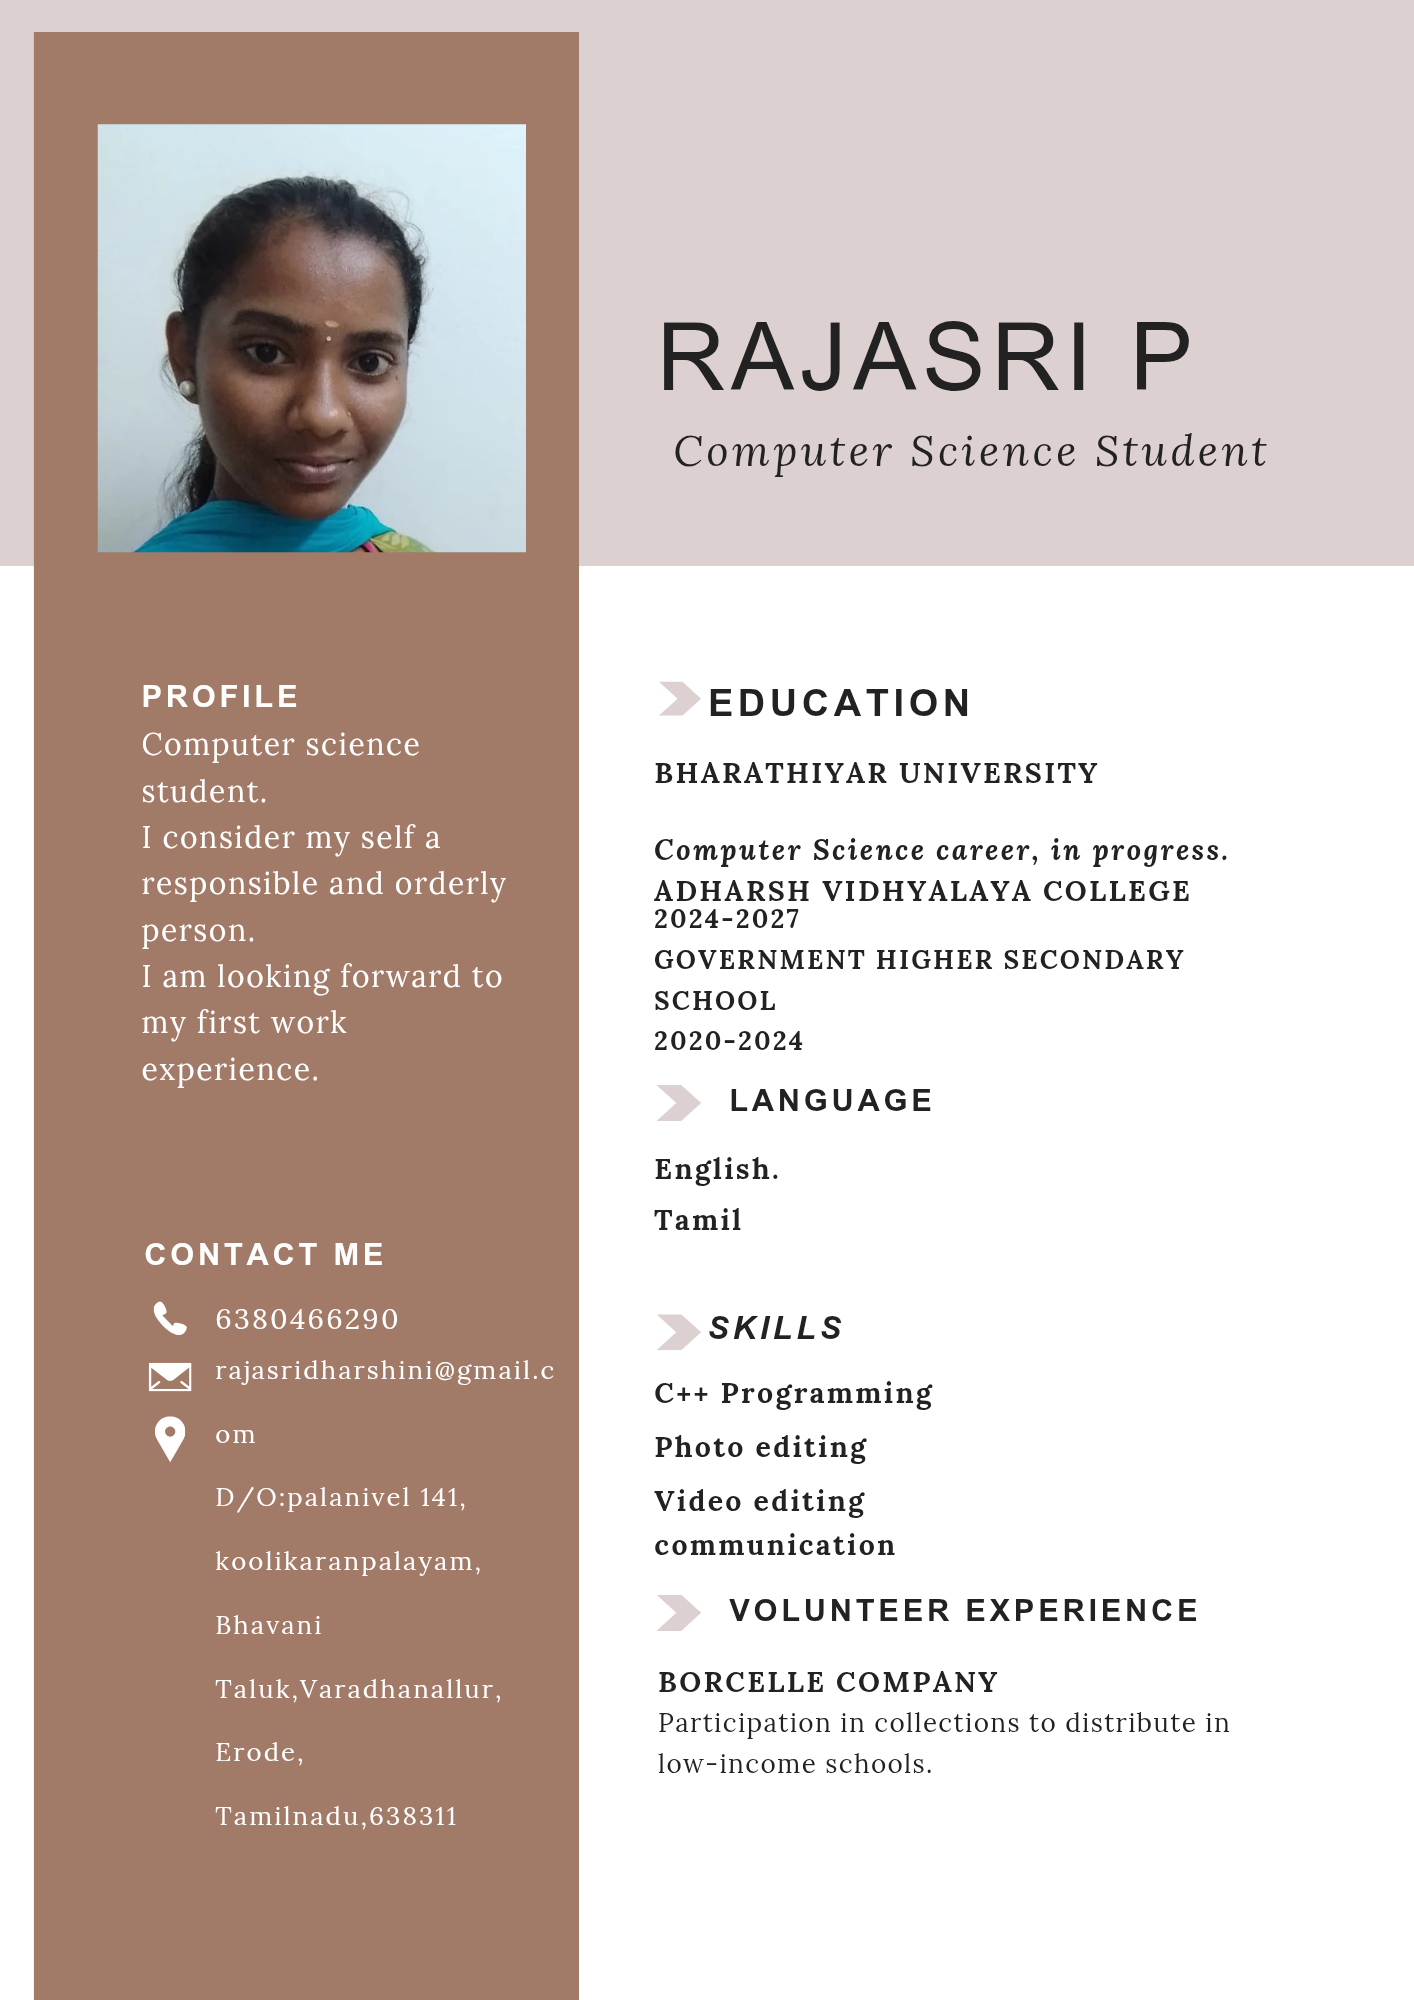 RAJASRI P
Computer Science Student
PROFILE
Computer science
student.
I consider my self a
responsible and orderly
person.
I am looking forward to
my first work
experience.
CONTACT ME
6380466290
rajasridharshini@gmail.c
om
D/O:palanivel 141,
koolikaranpalayam,
Bhavani
Taluk,Varadhanallur,
Erode,
Tamilnadu,638311
EDUCATION
BHARATHIYAR UNIVERSITY
Computer Science career, in progress.
ADHARSH VIDHYALAYA COLLEGE
2024-2027
GOVERNMENT HIGHER SECONDARY
SCHOOL
2020-2024
LANGUAGE
English.
Tamil
SKILLS
C++ Programming
Photo editing
Video editing
communication
VOLUNTEER EXPERIENCE
BORCELLE COMPANY
Participation in collections to distribute in
low-income schools.